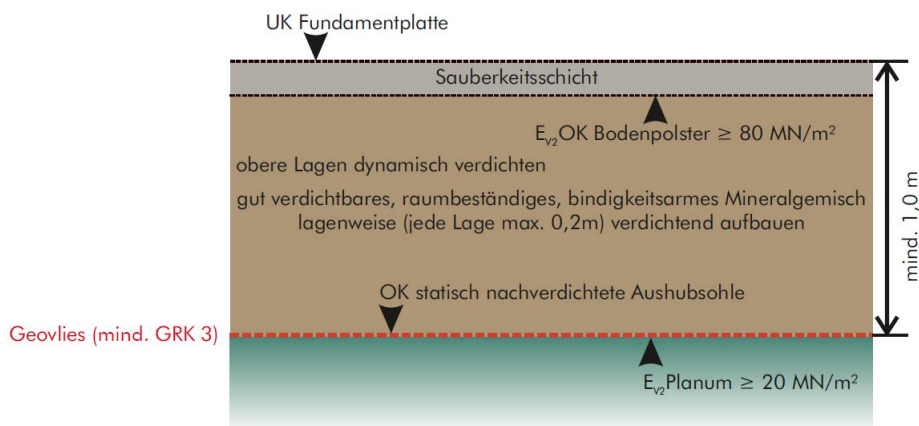 UK Fundamentplatte
Sauberkeitsschicht
Ev2OK Bodenpolster ≥ 80 MN/m²
obere Lagen dynamisch verdichten
gut verdichtbares, raumbeständiges, bindigkeitsarmes Mineralgemisch
lagenweise (jede Lage max. 0,2m) verdichtend aufbauen
mind. 1,0 m
OK statisch nachverdichtete Aushubsohle
Geovlies (mind. GRK 3)
Ev2Planum ≥ 20 MN/m²